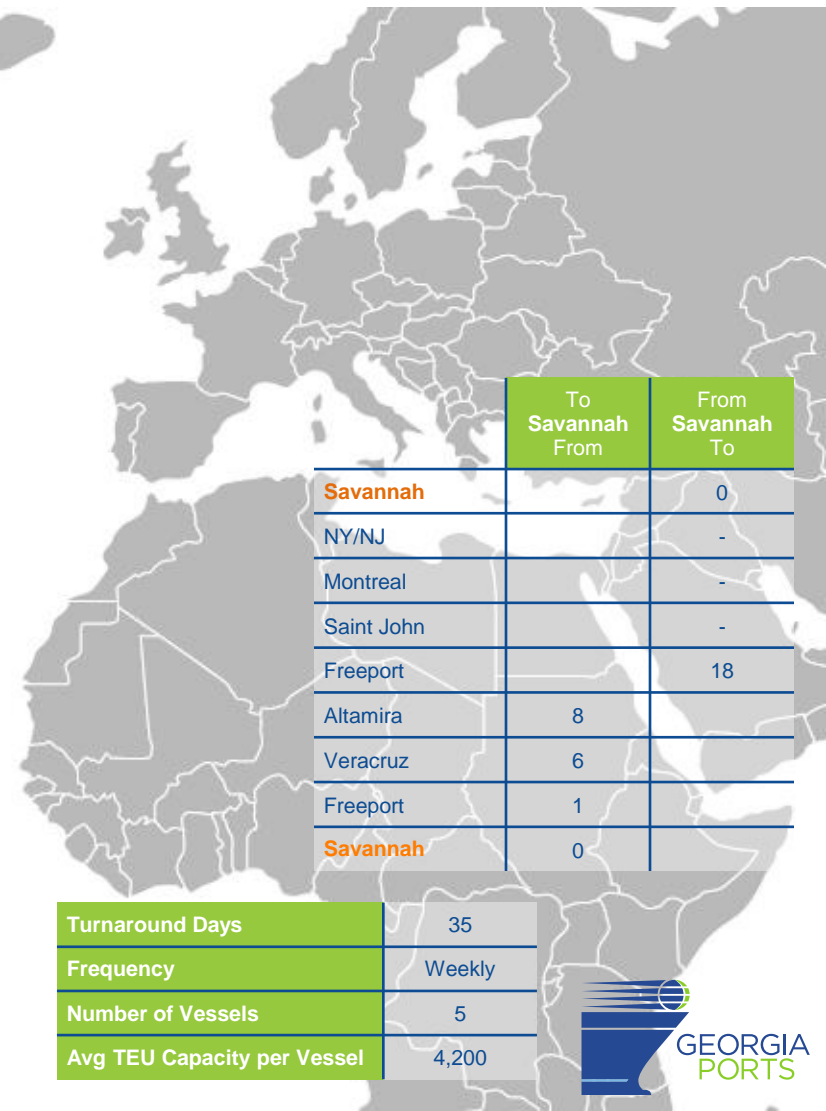 To From
Savannah Savannah
From To
Savannah 0
NY/NJ -
Montreal -
Saint John -
Freeport 18
Altamira 8
Veracruz 6
Freeport 1
Savannah 0
Turnaround Days 35
Frequency Weekly
Number of Vessels 5
Avg TEU Capacity per Vessel 4,200
GEORGIA
PORTS